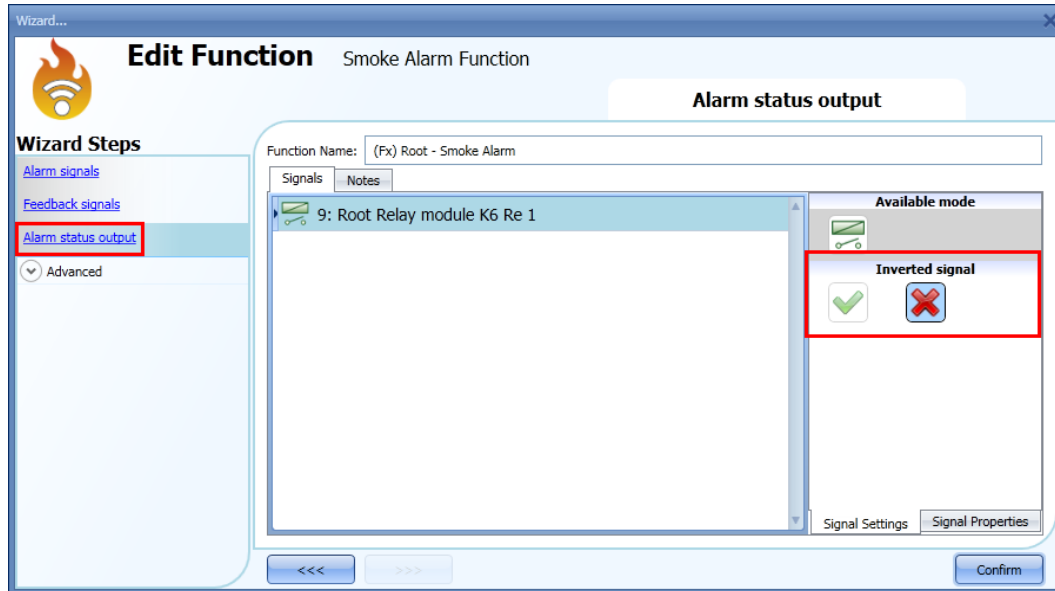 Wizard...
Edit Function Smoke Alarm Function
Alarm status output
Wizard Steps
Alarm signals
Feedback signals
Alarm status output
Advanced
Function Name: (Fx) Root - Smoke Alarm
Signals Notes
9: Root Relay module K6 Re 1
Available mode
Inverted signal
Signal Settings Signal Properties
<<< >>> Confirm